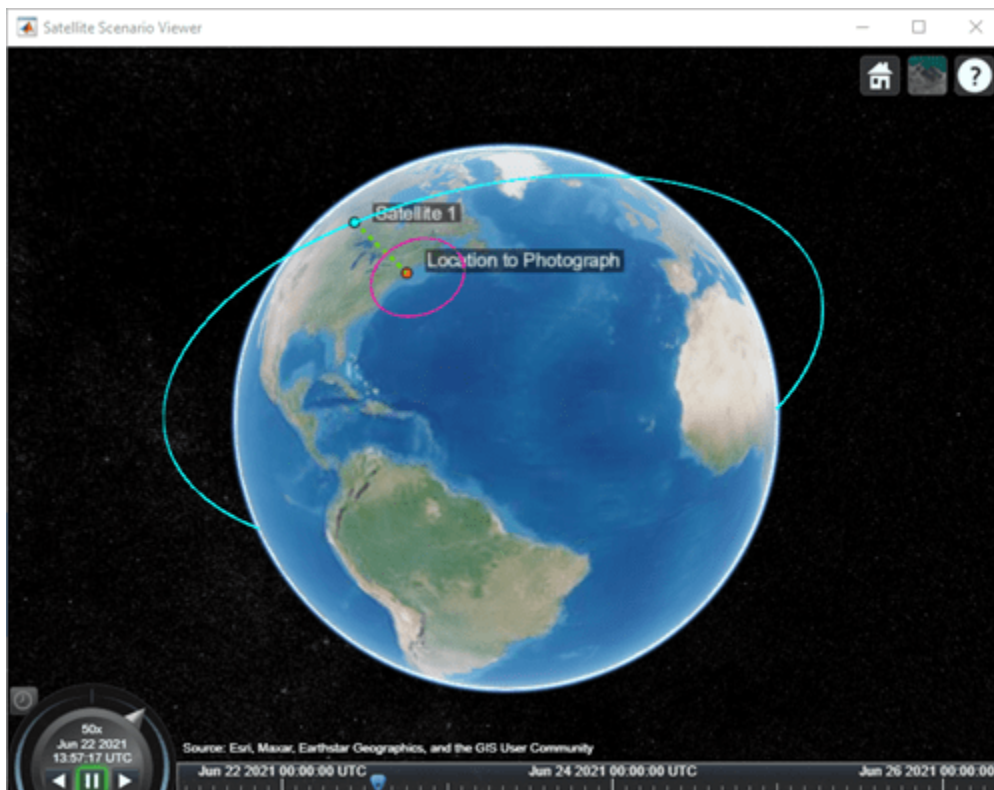 Satellite Scenario Viewer
?
Satellite 1
Location to Photograph
50x
Jun 22 2021
13:57:17 UTC
Source: Esri, Maxar, Earthstar Geographics, and the GIS User Community
Jun 22 2021 00:00:00 UTC Jun 24 2021 00:00:00 UTC Jun 26 2021 00:00:00